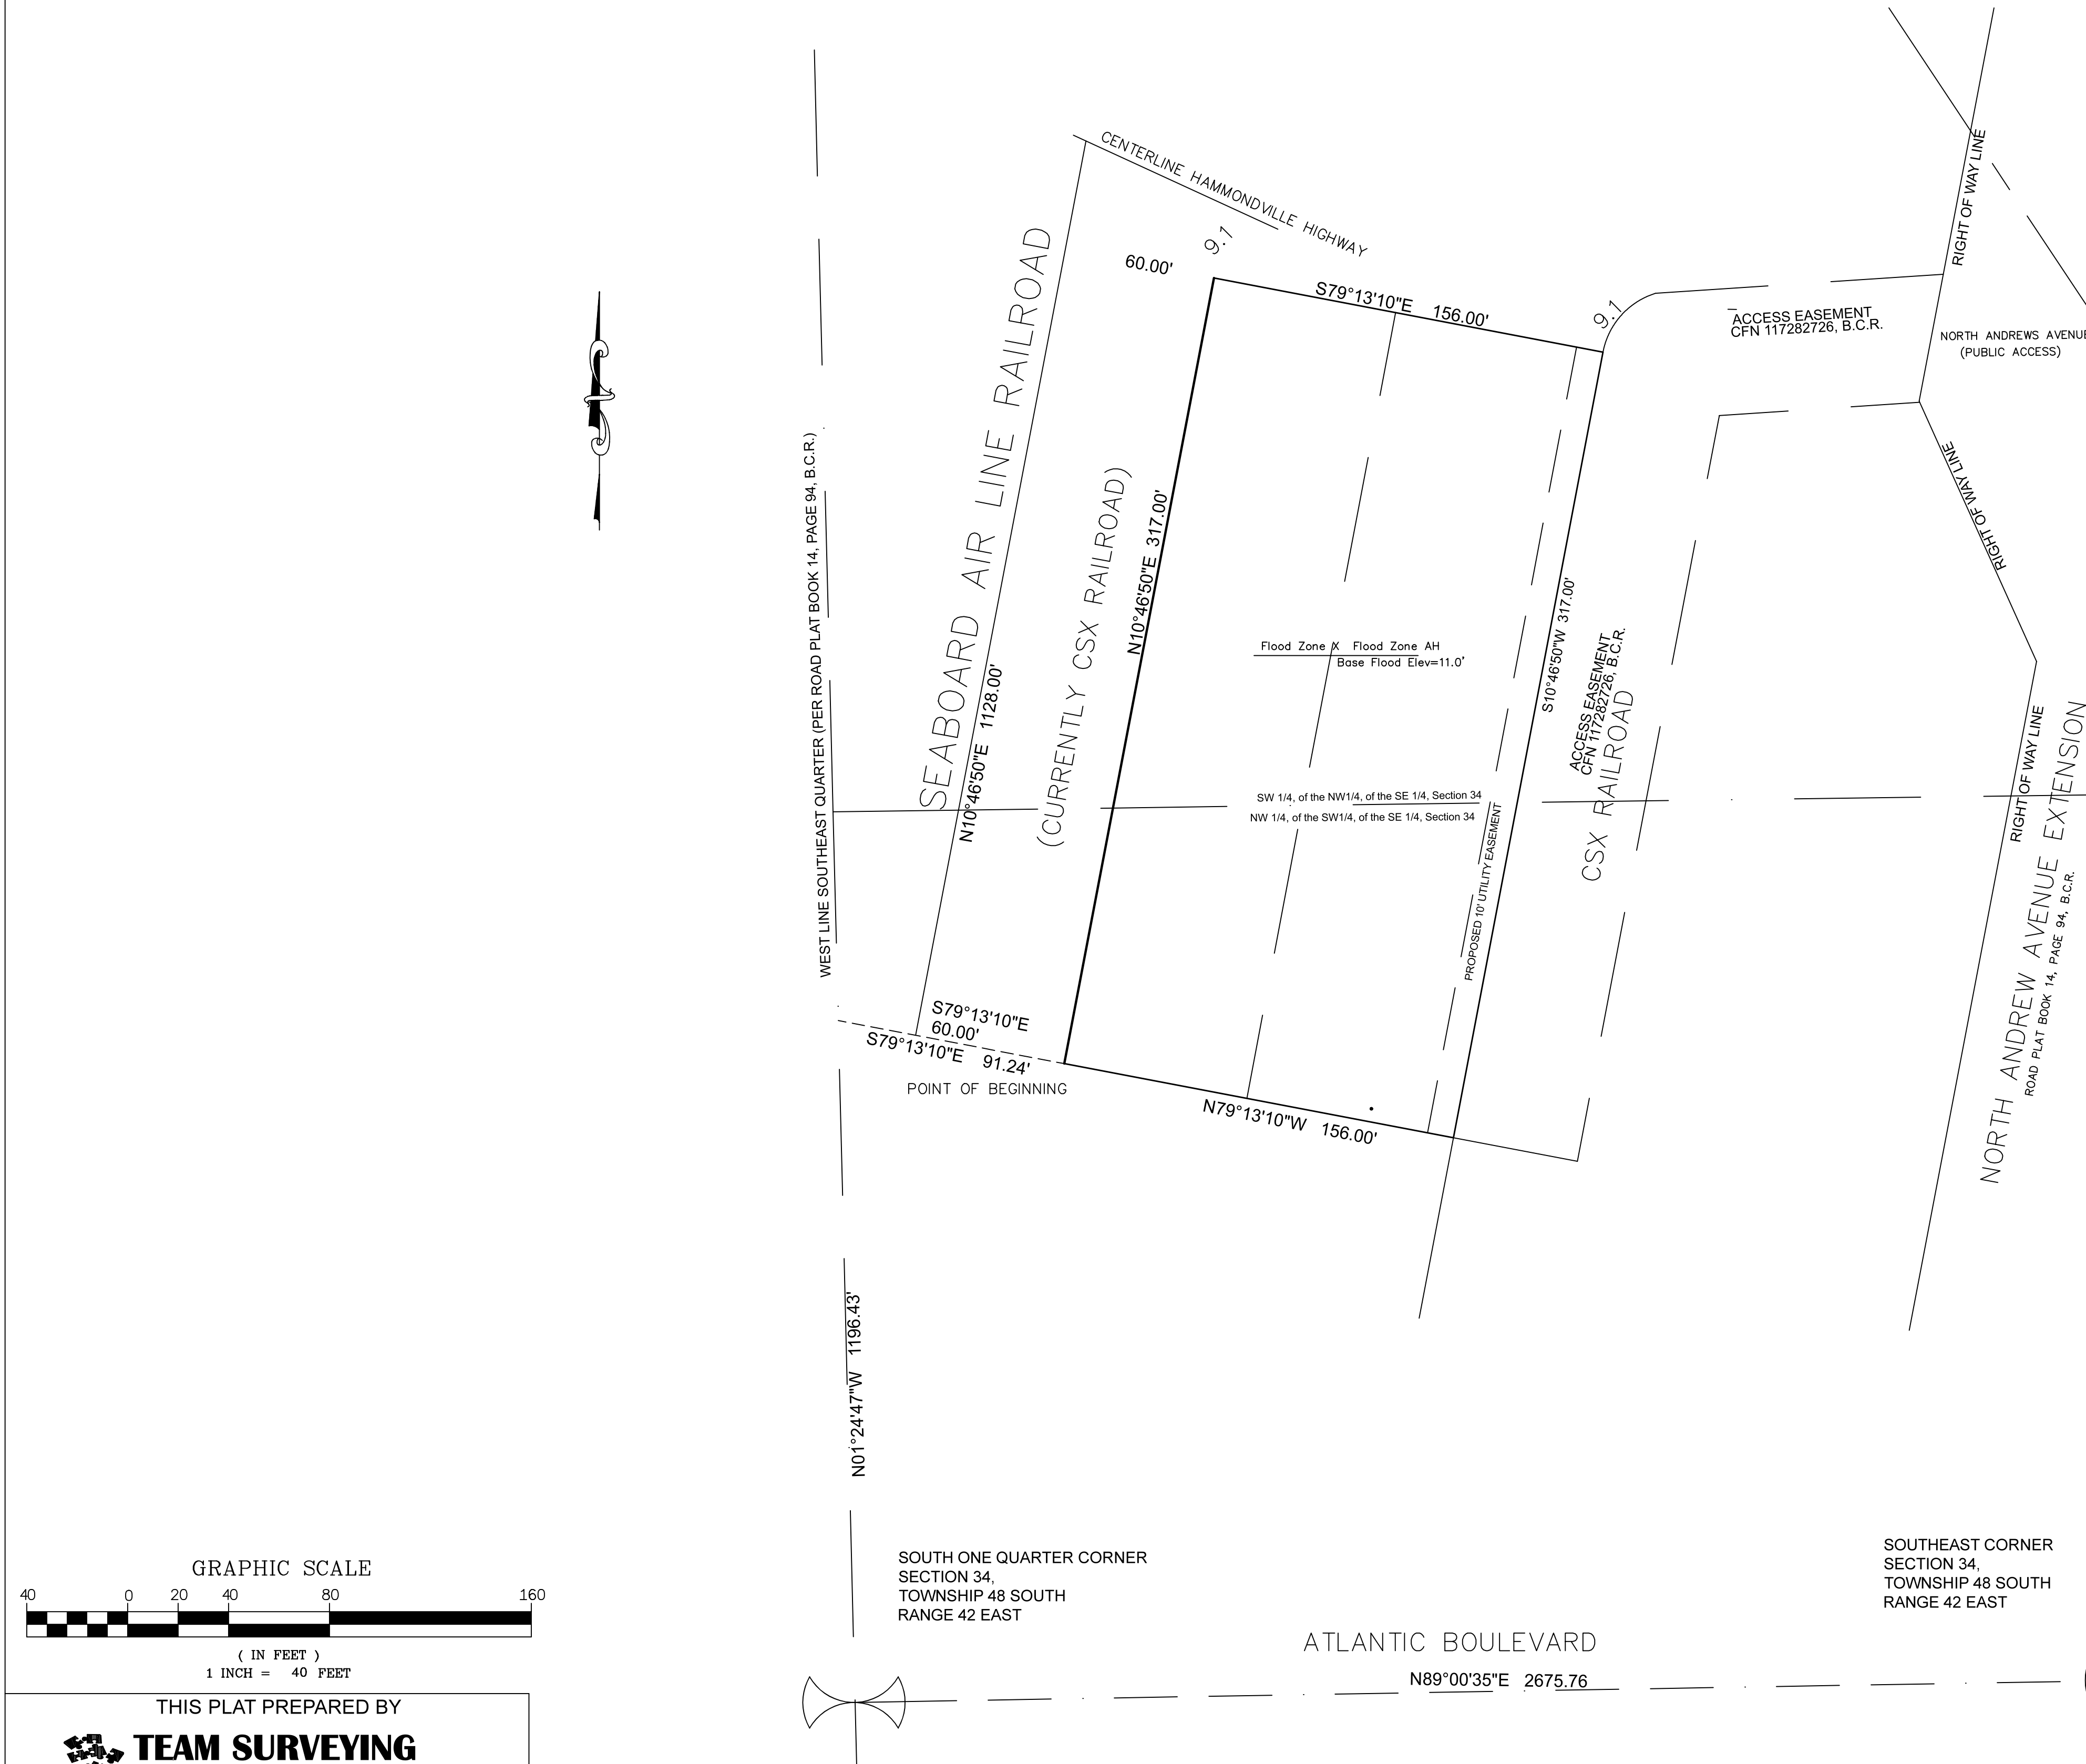 CENTERLINE HAMMONDVILLE HIGHWAY
RIGHT OF WAY LINE
9.1
60.00'
S79°13'10"E 156.00'
9.1
ACCESS EASEMENT
CFN 117282726, B.C.R.
NORTH ANDREWS AVENUE
(PUBLIC ACCESS)
SEABOARD AIR LINE RAILROAD
(CURRENTLY CSX RAILROAD)
WEST LINE SOUTHEAST QUARTER (PER ROAD PLAT BOOK 14, PAGE 94, B.C.R.)
N10°46'50"E 1128.00'
N10°46'50"E 317.00'
RIGHT OF WAY LINE
S10°46'50"W 317.00'
ACCESS EASEMENT
CFN 117282726, B.C.R.
CSX RAILROAD
Flood Zone X Flood Zone AH
Base Flood Elev=11.0'
SW 1/4, of the NW1/4, of the SE 1/4, Section 34
NW 1/4, of the SW1/4, of the SE 1/4, Section 34
PROPOSED 10' UTILITY EASEMENT
RIGHT OF WAY LINE
NORTH ANDREW AVENUE EXTENSION
ROAD PLAT BOOK 14, PAGE 94, B.C.R.
S79°13'10"E
60.00'
S79°13'10"E 91.24'
POINT OF BEGINNING
N79°13'10"W 156.00'
N01°24'47"W 1196.43'
SOUTH ONE QUARTER CORNER
SECTION 34,
TOWNSHIP 48 SOUTH
RANGE 42 EAST
SOUTHEAST CORNER
SECTION 34,
TOWNSHIP 48 SOUTH
RANGE 42 EAST
ATLANTIC BOULEVARD
N89°00'35"E 2675.76
GRAPHIC SCALE
40 0 20 40 80 160
( IN FEET )
1 INCH = 40 FEET
THIS PLAT PREPARED BY
TEAM SURVEYING